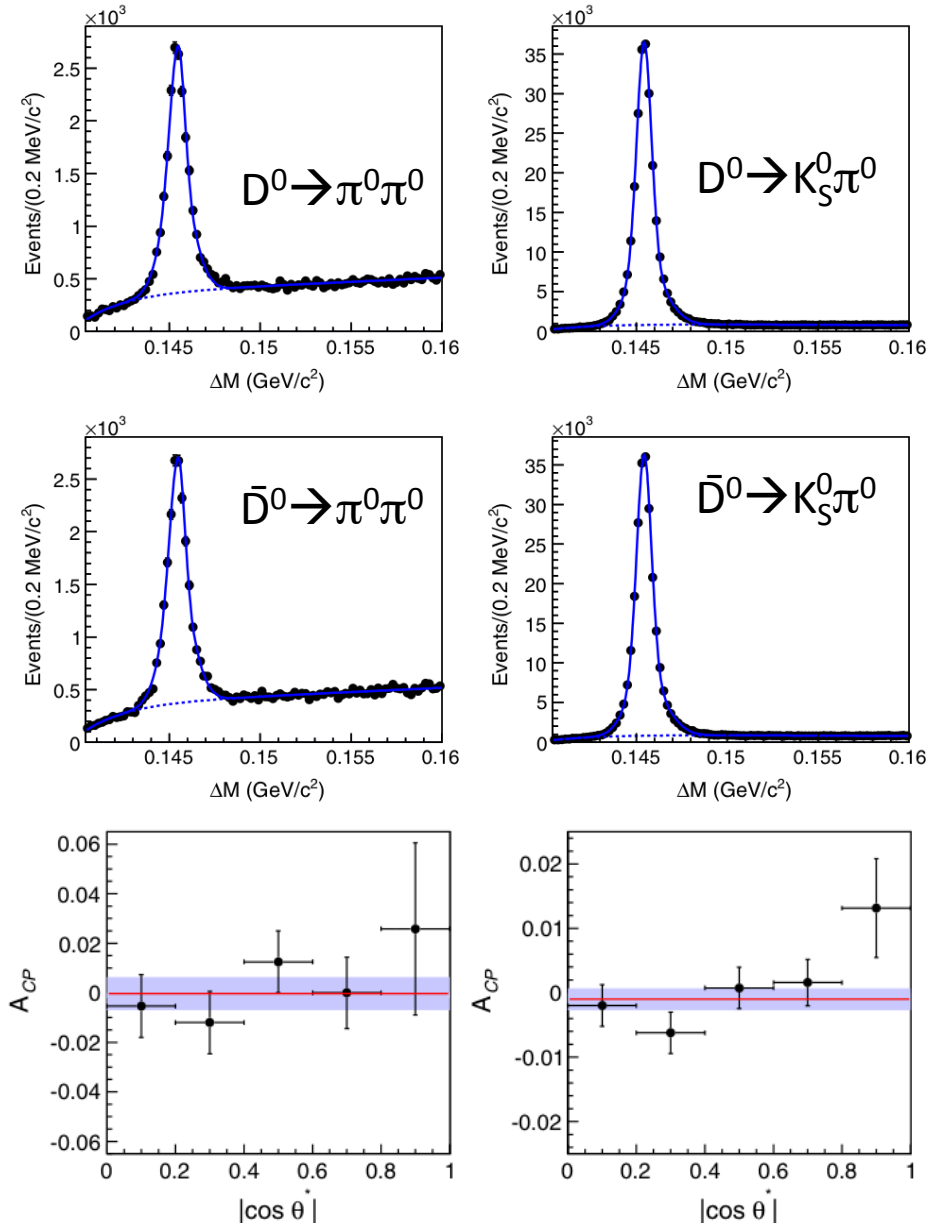 ×10³
Events/(0.2 MeV/c²)
2.5
2
1.5
1
0.5
0
D⁰→π⁰π⁰
0.145 0.15 0.155 0.16
ΔM (GeV/c²)
×10³
Events/(0.2 MeV/c²)
35
30
25
20
15
10
5
0
D⁰→K_S⁰π⁰
0.145 0.15 0.155 0.16
ΔM (GeV/c²)
×10³
Events/(0.2 MeV/c²)
2.5
2
1.5
1
0.5
0
D̄⁰→π⁰π⁰
0.145 0.15 0.155 0.16
ΔM (GeV/c²)
×10³
Events/(0.2 MeV/c²)
35
30
25
20
15
10
5
0
D̄⁰→K_S⁰π⁰
0.145 0.15 0.155 0.16
ΔM (GeV/c²)
A_CP
0.06
0.04
0.02
0
-0.02
-0.04
-0.06
0 0.2 0.4 0.6 0.8 1
|cos θ*|
A_CP
0.02
0.01
0
-0.01
-0.02
0 0.2 0.4 0.6 0.8 1
|cos θ*|